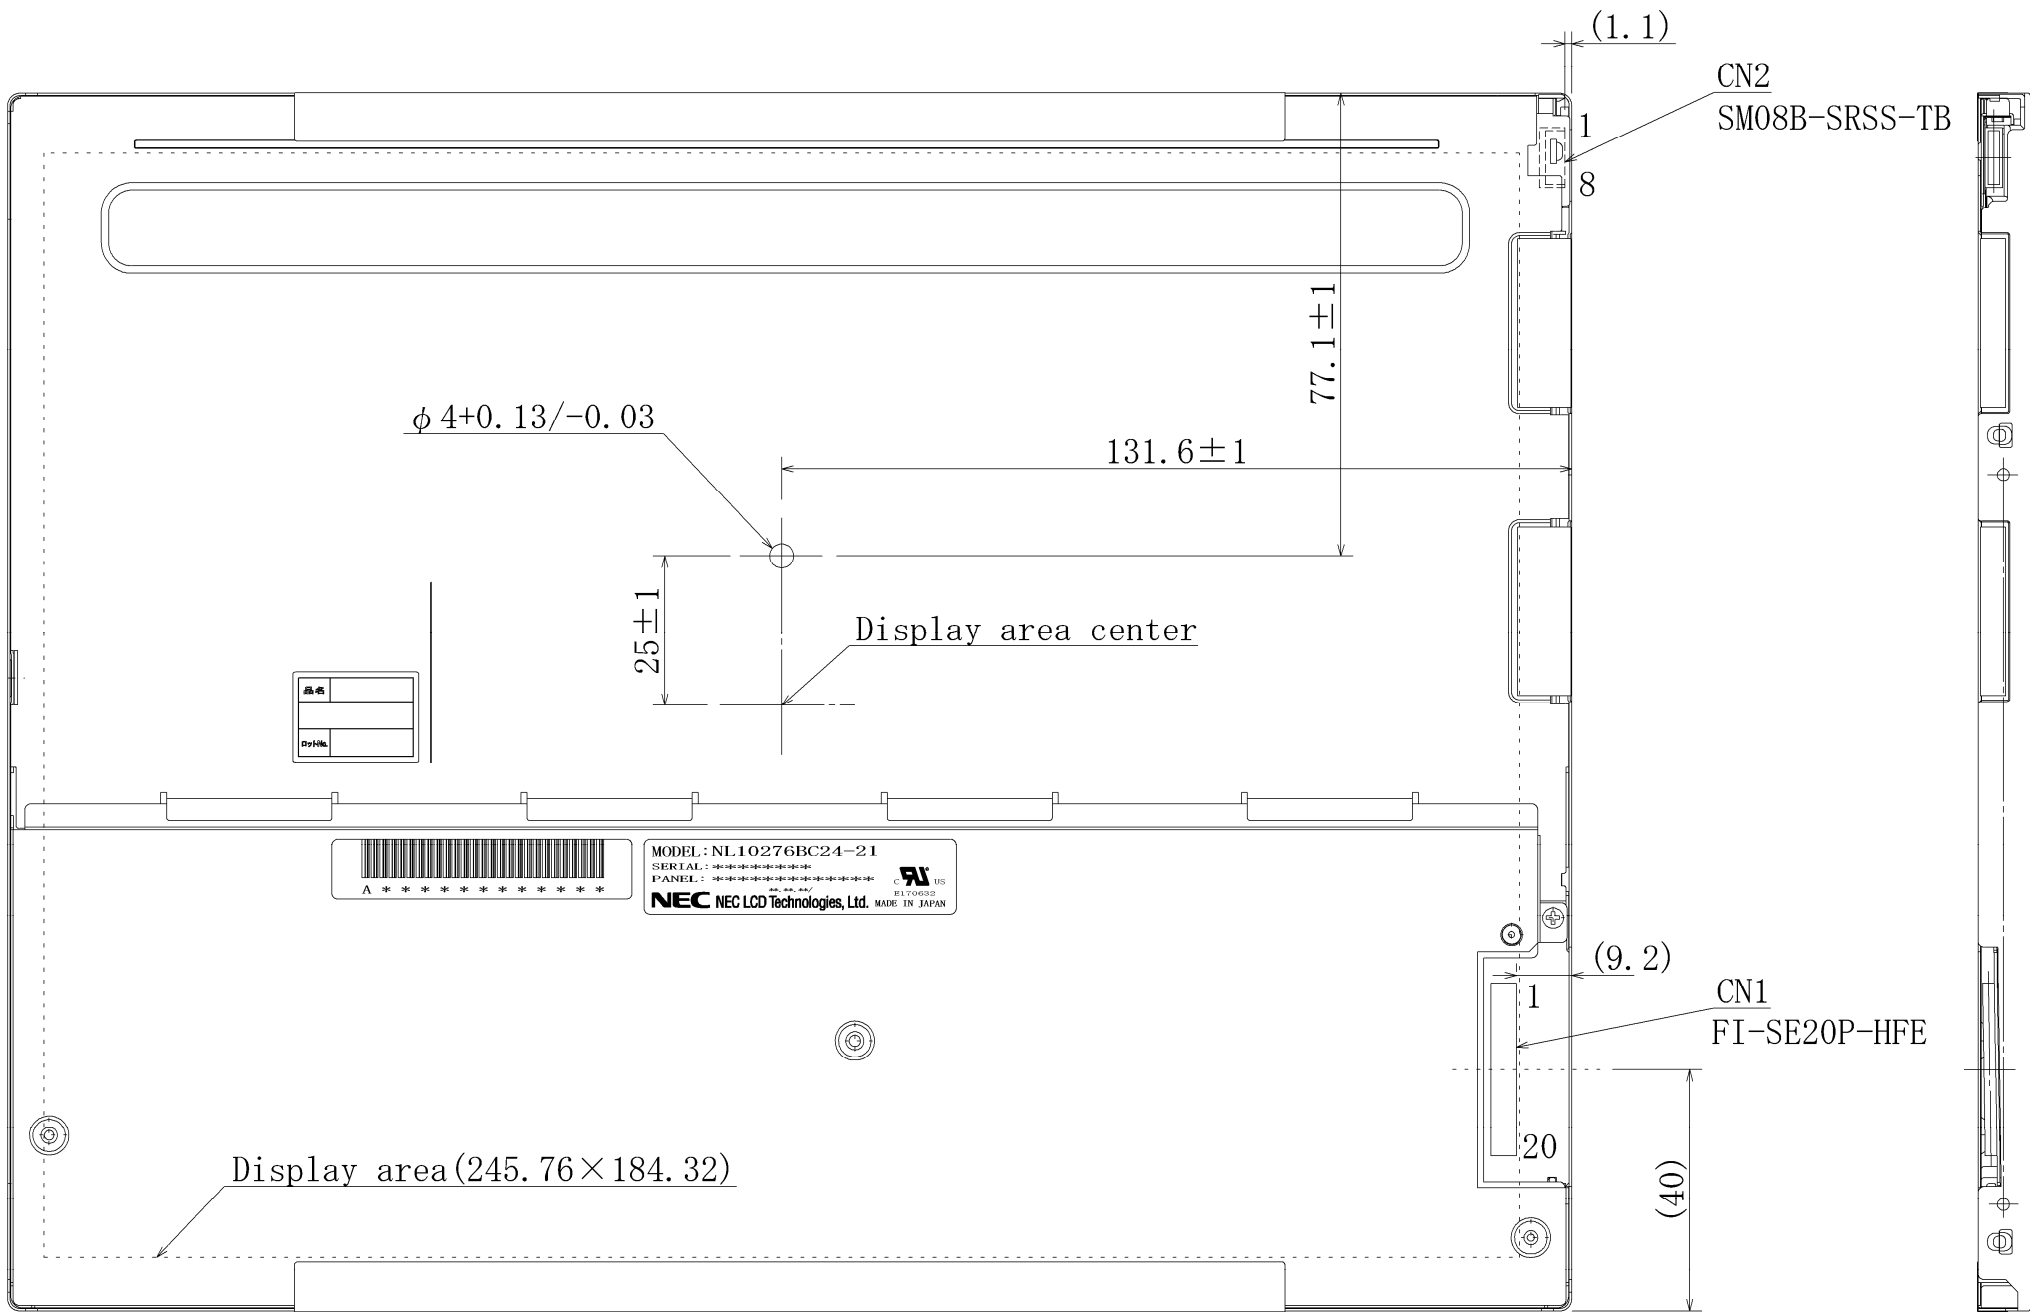 (1.1)
CN2
SM08B-SRSS-TB
1
8
77.1±1
φ4+0.13/-0.03
131.6±1
25±1
Display area center
品名
ロットNo.
MODEL:NL10276BC24-21
SERIAL:********
PANEL:**************
**.**.**/
C US
E170632
NEC NEC LCD Technologies, Ltd. MADE IN JAPAN
A * * * * * * * * * * * *
(9.2)
1
CN1
FI-SE20P-HFE
20
Display area(245.76×184.32)
(40)